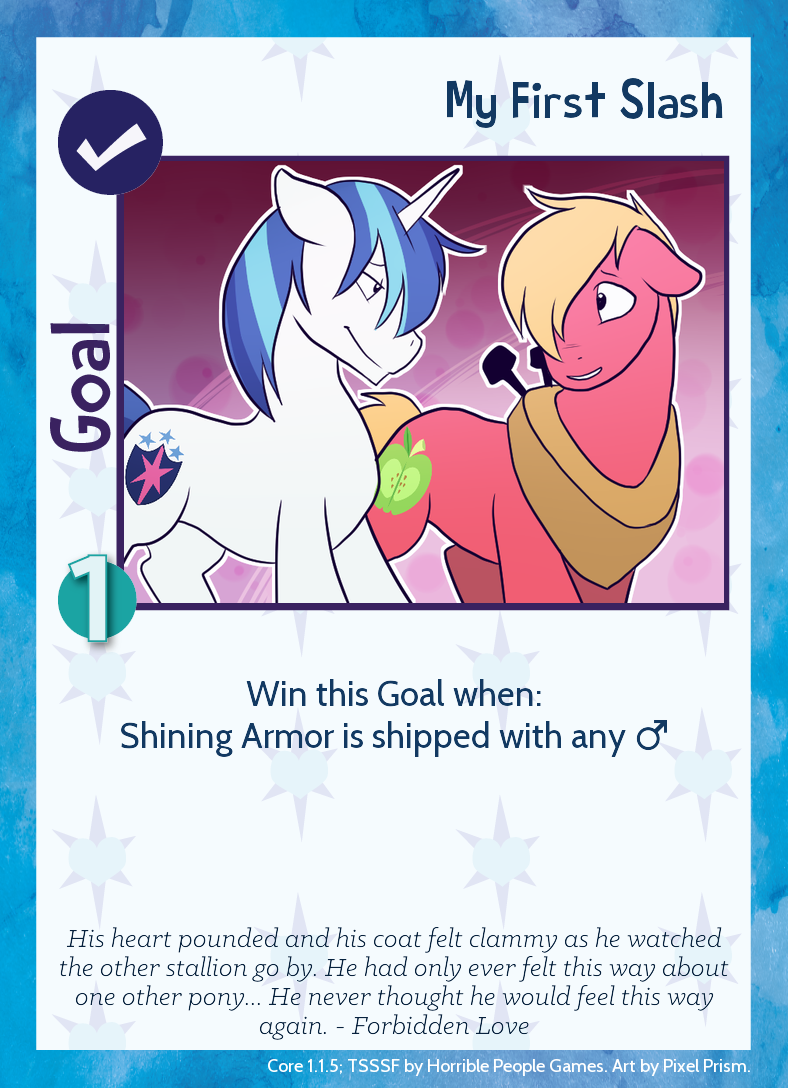 My First Slash
Goal
1
Win this Goal when:
Shining Armor is shipped with any ♂
His heart pounded and his coat felt clammy as he watched
the other stallion go by. He had only ever felt this way about
one other pony... He never thought he would feel this way
again. - Forbidden Love
Core 1.1.5; TSSSF by Horrible People Games. Art by Pixel Prism.